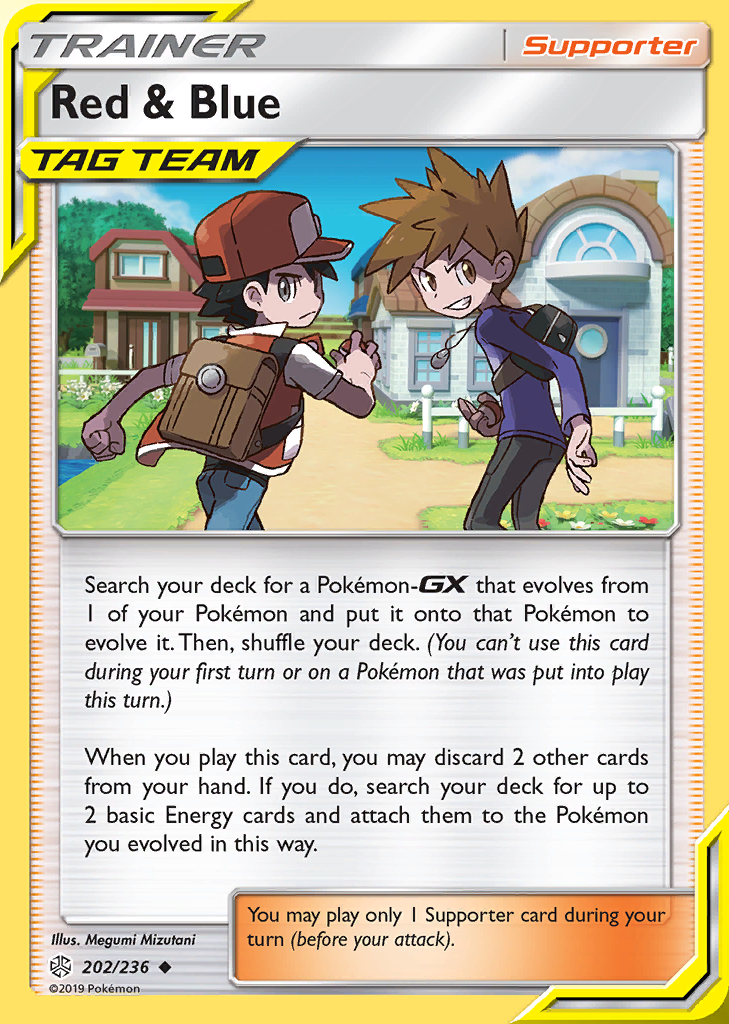 TRAINER
Supporter
Red & Blue
TAG TEAM
Search your deck for a Pokémon-GX that evolves from
1 of your Pokémon and put it onto that Pokémon to
evolve it. Then, shuffle your deck. (You can't use this card
during your first turn or on a Pokémon that was put into play
this turn.)
When you play this card, you may discard 2 other cards
from your hand. If you do, search your deck for up to
2 basic Energy cards and attach them to the Pokémon
you evolved in this way.
You may play only 1 Supporter card during your
turn (before your attack).
Illus. Megumi Mizutani
202/236
©2019 Pokémon